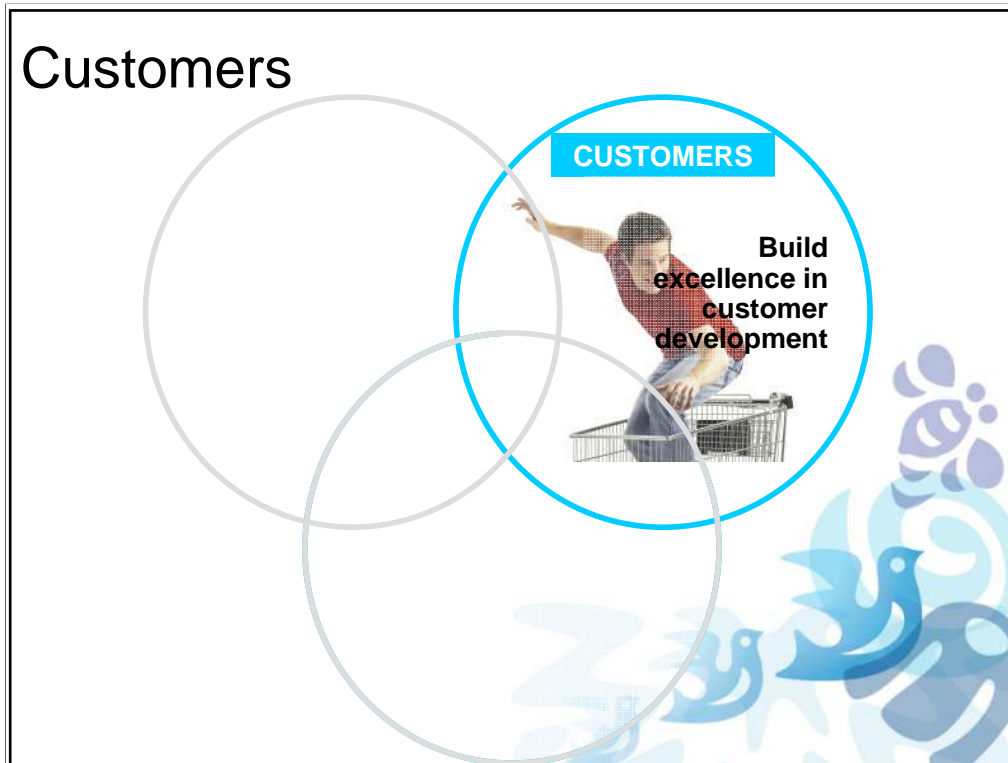 Customers
CUSTOMERS
Build
excellence in
customer
development